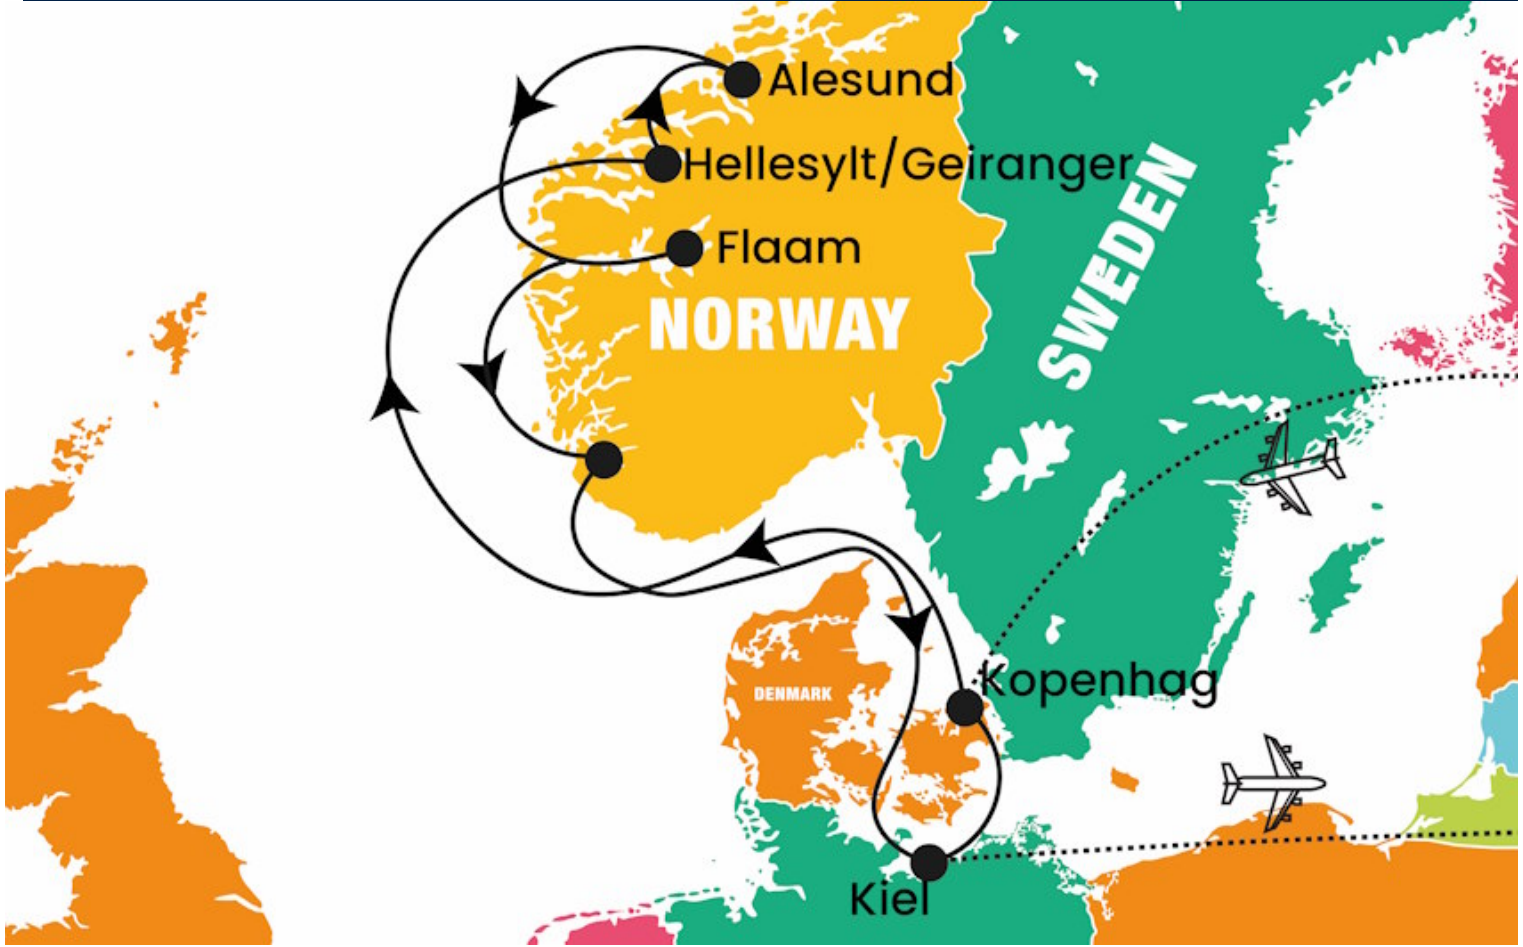 Alesund
Hellesylt/Geiranger
Flaam
NORWAY
SWEDEN
Kopenhag
DENMARK
Kiel